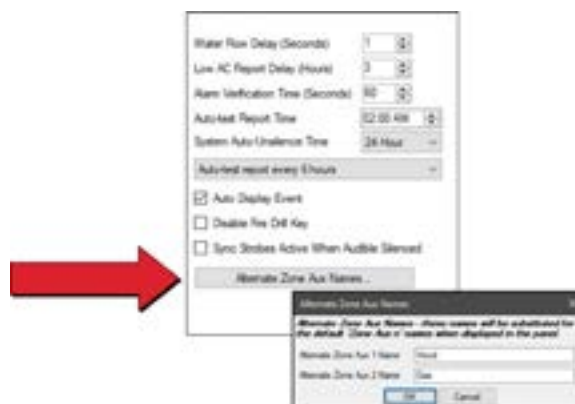 Water Flow Delay (Seconds) 1
Low AC Report Delay (Hours) 3
Alarm Verification Time (Seconds) 60
Auto-test Report Time 02:00 AM
System Auto-Unsilence Time 24 Hour
Auto-test report every 6 hours
Auto Display Event
Disable Fire Drill Key
Sync Strobes Active When Audible Silenced
Alternate Zone Aux Names...
Alternate Zone Aux Names
Alternate Zone Aux Names - these names will be substituted for
the default 'Zone Aux n' names when displayed in the panel.
Alternate Zone Aux 1 Name Hood
Alternate Zone Aux 2 Name Gas
OK Cancel